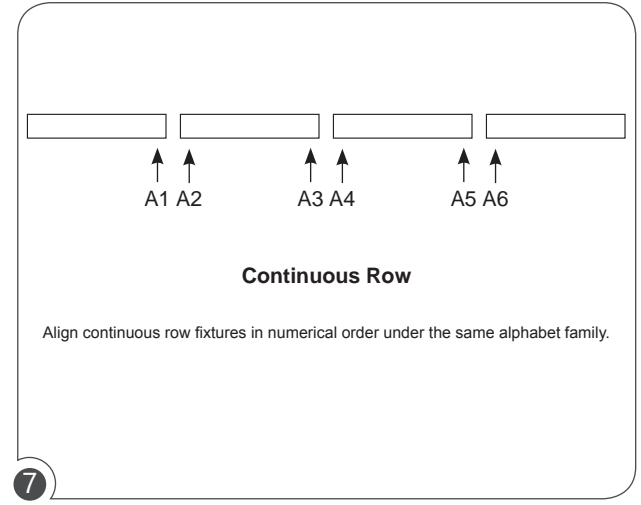 A1 A2 A3 A4 A5 A6
Continuous Row
Align continuous row fixtures in numerical order under the same alphabet family.
7